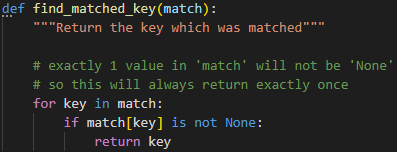 def find_matched_key(match):
    """Return the key which was matched"""
    # exactly 1 value in 'match' will not be 'None'
    # so this will always return exactly once
    for key in match:
        if match[key] is not None:
            return key